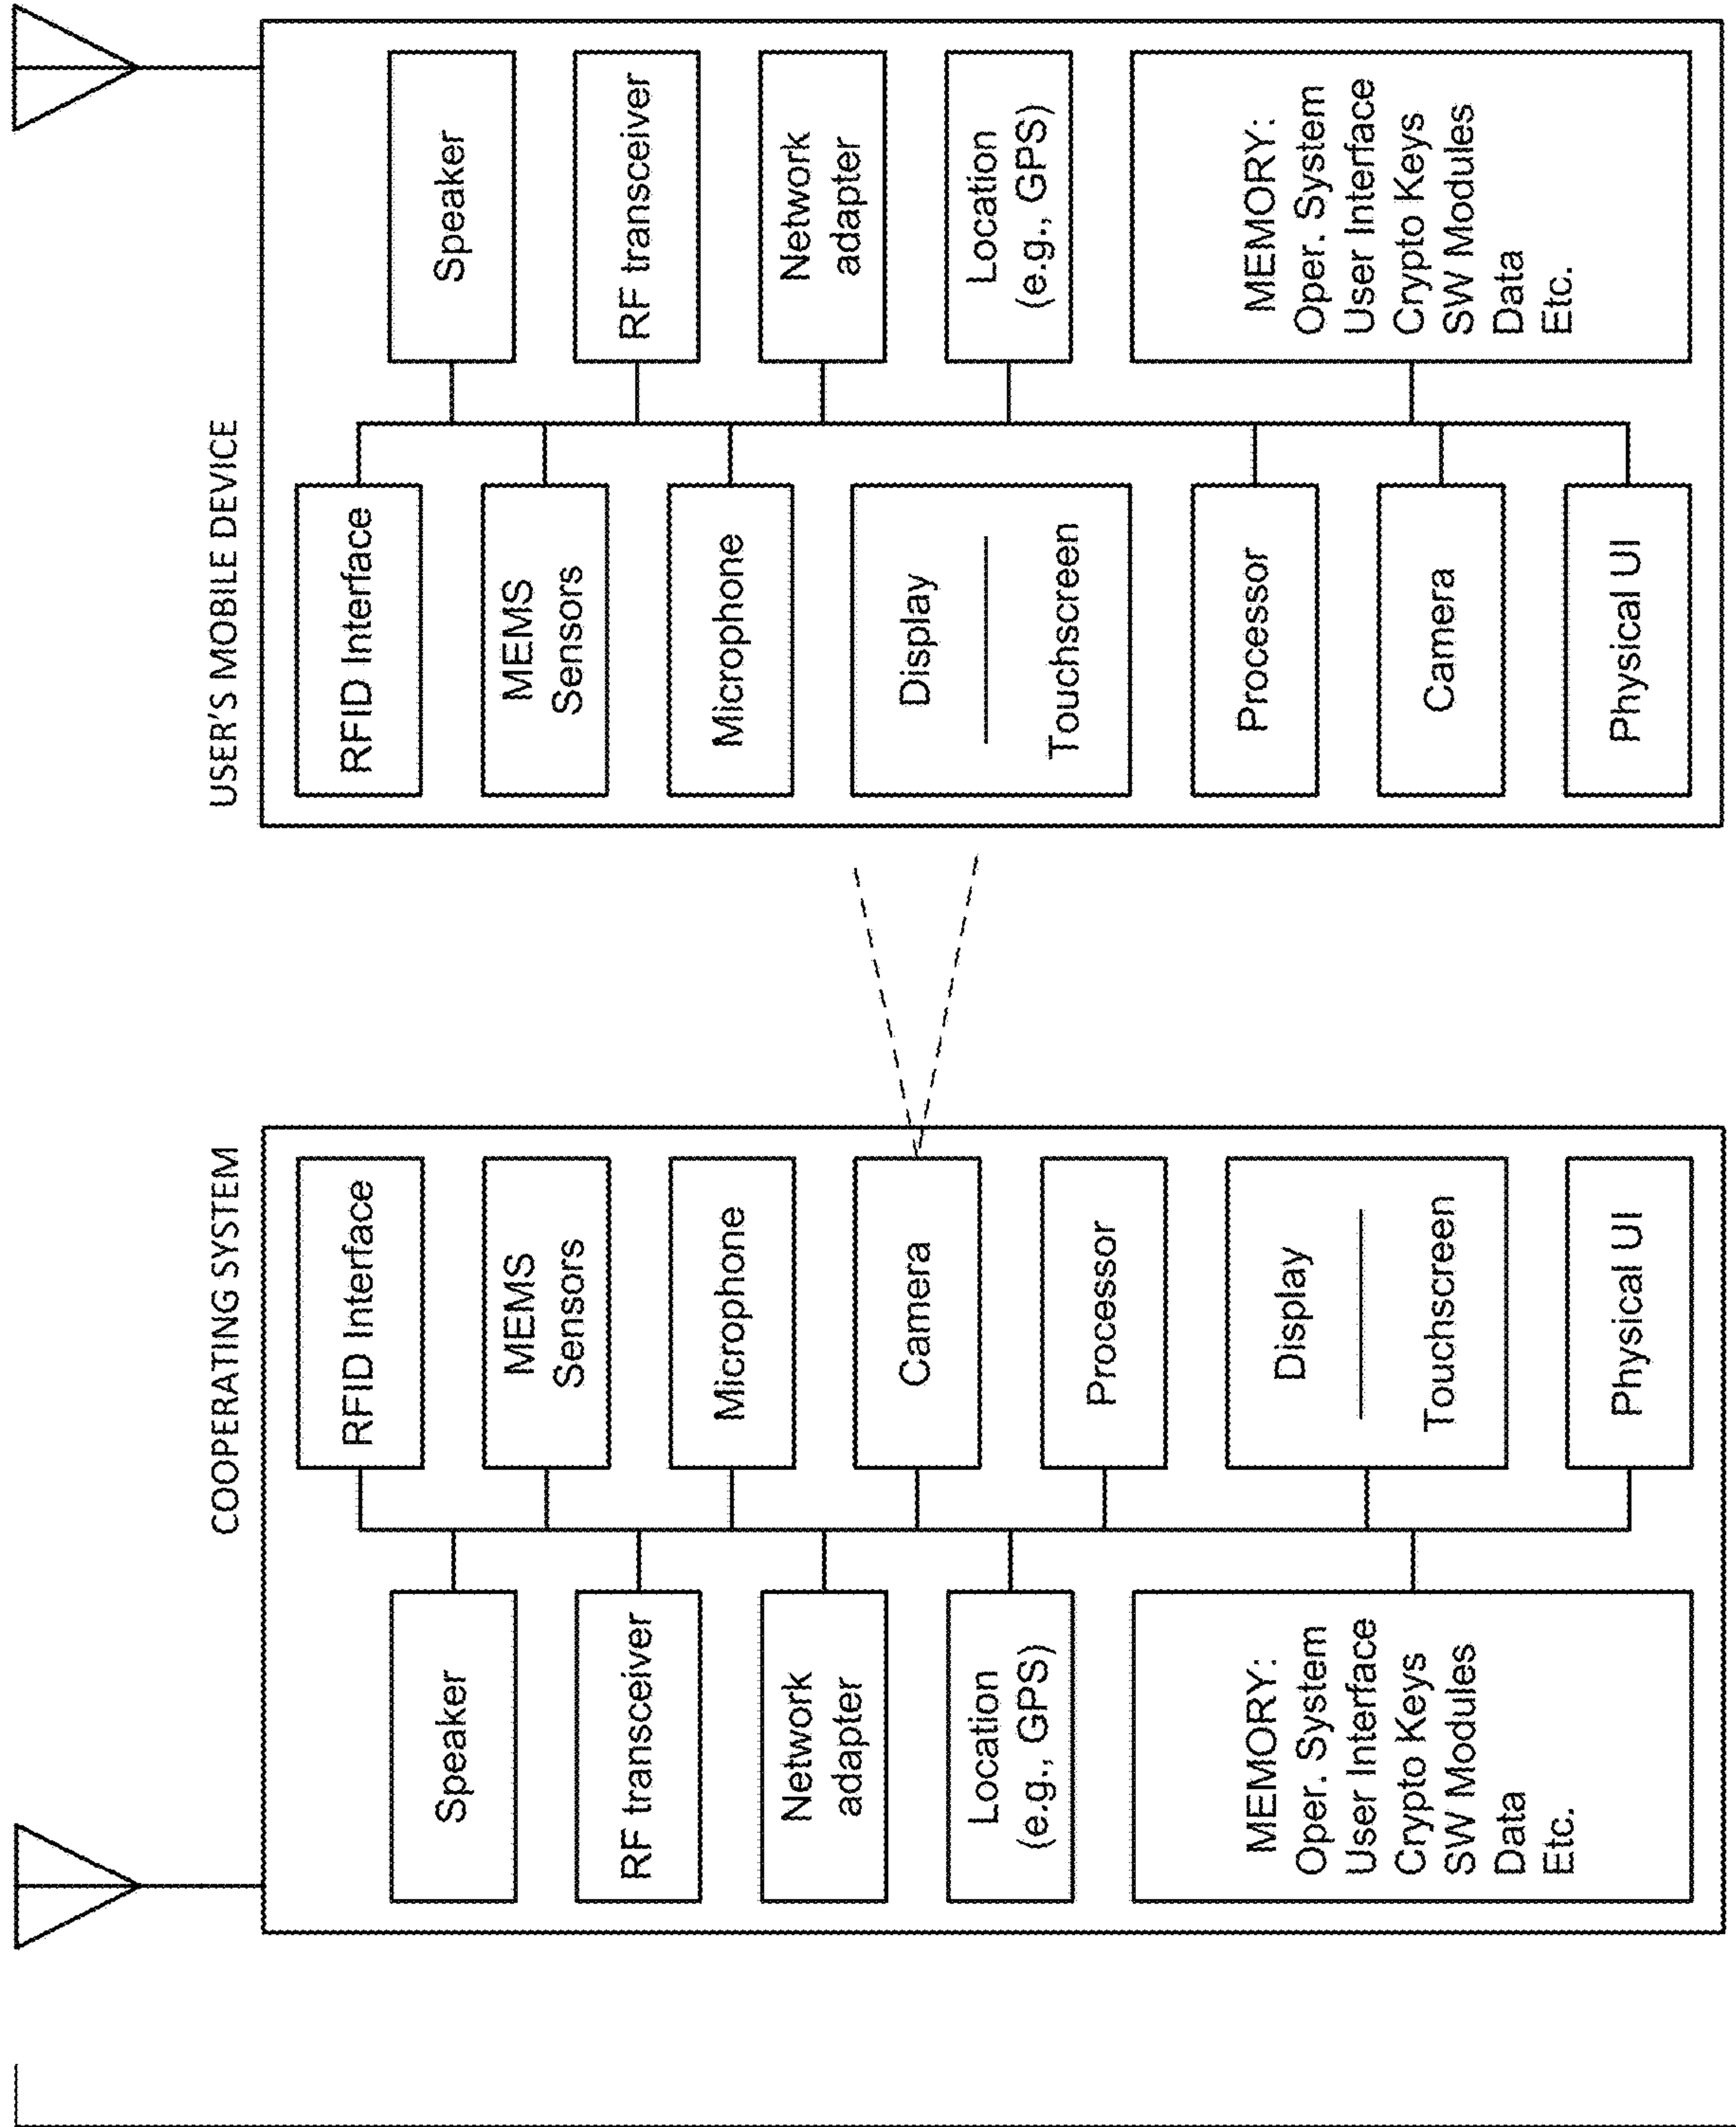 COOPERATING SYSTEM
Speaker
RF transceiver
Network
adapter
Location
(e.g., GPS)
MEMORY:
Oper. System
User Interface
Crypto Keys
SW Modules
Data
Etc.
RFID Interface
MEMS
Sensors
Microphone
Camera
Processor
Display
Touchscreen
Physical UI
USER'S MOBILE DEVICE
RFID Interface
MEMS
Sensors
Microphone
Display
Touchscreen
Processor
Camera
Physical UI
Speaker
RF transceiver
Network
adapter
Location
(e.g., GPS)
MEMORY:
Oper. System
User Interface
Crypto Keys
SW Modules
Data
Etc.